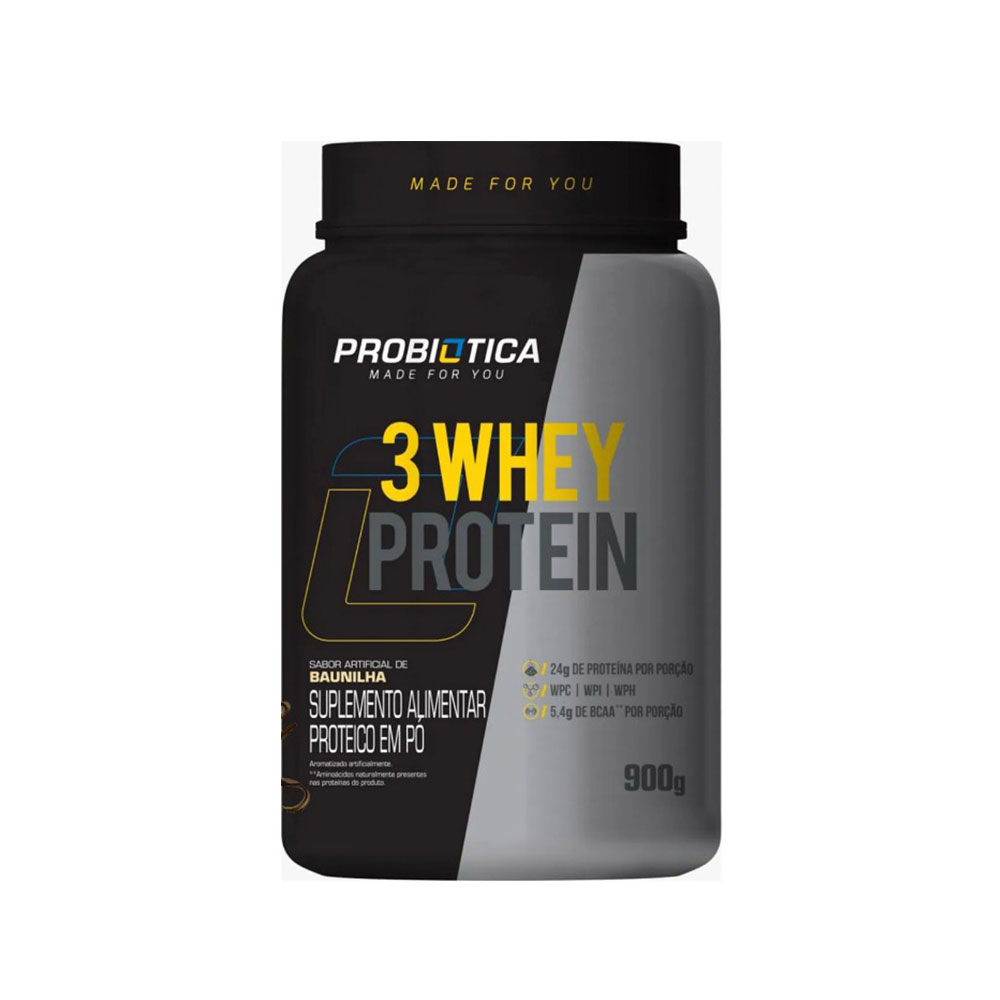 MADE FOR YOU
PROBIOTICA
MADE FOR YOU
3 WHEY
PROTEIN
SABOR ARTIFICIAL DE
BAUNILHA
SUPLEMENTO ALIMENTAR
PROTEICO EM PÓ
Aromatizado artificialmente.
**Aminoácidos naturalmente presentes
nas proteínas do produto.
24g DE PROTEÍNA POR PORÇÃO
WPC | WPI | WPH
5,4g DE BCAA** POR PORÇÃO
900g